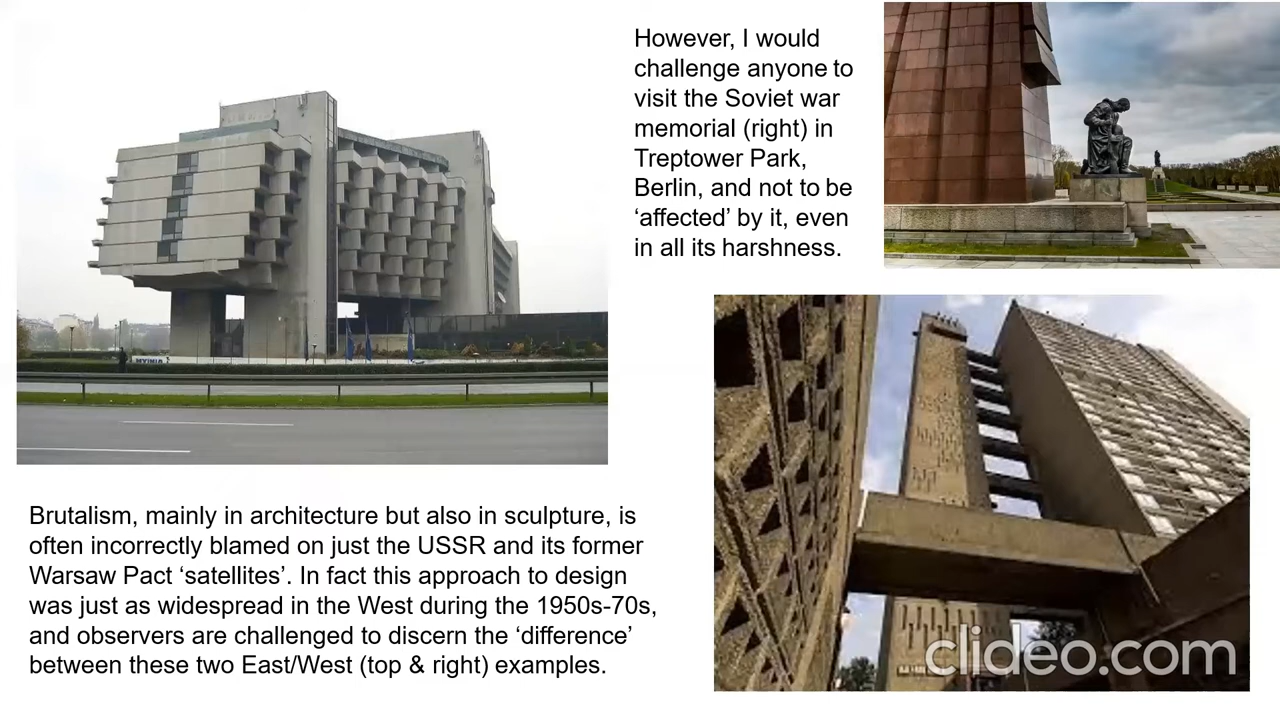 However, I would
challenge anyone to
visit the Soviet war
memorial (right) in
Treptower Park,
Berlin, and not to be
‘affected’ by it, even
in all its harshness.
Brutalism, mainly in architecture but also in sculpture, is
often incorrectly blamed on just the USSR and its former
Warsaw Pact ‘satellites’. In fact this approach to design
was just as widespread in the West during the 1950s-70s,
and observers are challenged to discern the ‘difference’
between these two East/West (top & right) examples.
clideo.com